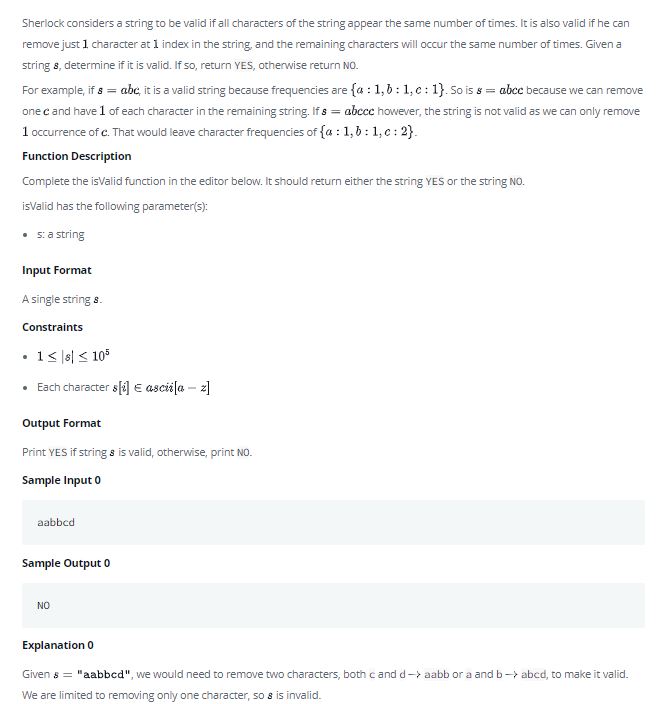 Sherlock considers a string to be valid if all characters of the string appear the same number of times. It is also valid if he can
remove just 1 character at 1 index in the string, and the remaining characters will occur the same number of times. Given a
string s, determine if it is valid. If so, return YES, otherwise return NO.
For example, if s = abc, it is a valid string because frequencies are {a : 1, b : 1, c : 1}. So is s = abcc because we can remove
one c and have 1 of each character in the remaining string. If s = abccc however, the string is not valid as we can only remove
1 occurrence of c. That would leave character frequencies of {a : 1, b : 1, c : 2}.
Function Description
Complete the isValid function in the editor below. It should return either the string YES or the string NO.
isValid has the following parameter(s):
• s: a string
Input Format
A single string s.
Constraints
• 1 ≤ |s| ≤ 10⁵
• Each character s[i] ∈ ascii[a − z]
Output Format
Print YES if string s is valid, otherwise, print NO.
Sample Input 0
aabbcd
Sample Output 0
NO
Explanation 0
Given s = "aabbcd", we would need to remove two characters, both c and d → aabb or a and b → abcd, to make it valid.
We are limited to removing only one character, so s is invalid.